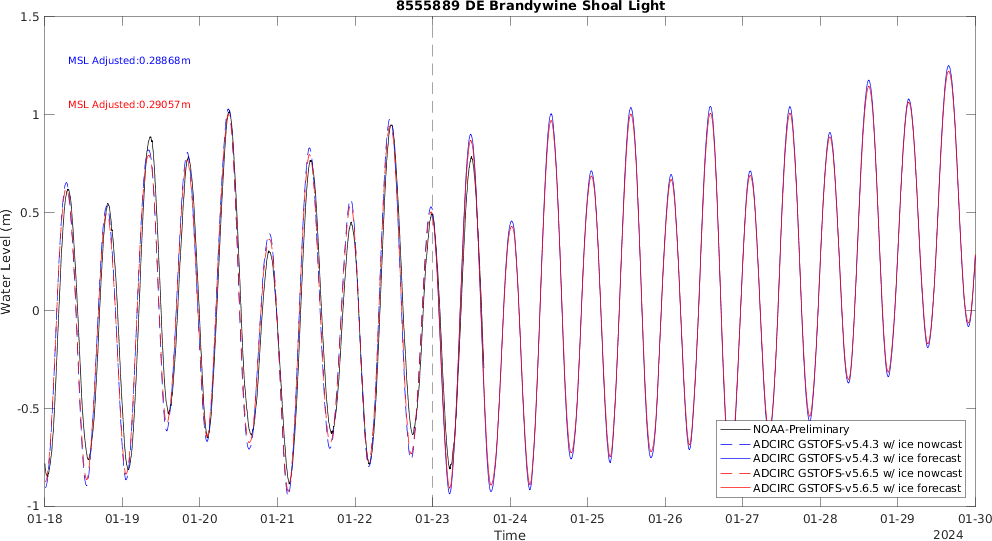 8555889 DE Brandywine Shoal Light
MSL Adjusted:0.28868m
MSL Adjusted:0.29057m
Water Level (m)
1.5
1
0.5
0
-0.5
-1
01-18 01-19 01-20 01-21 01-22 01-23 01-24 01-25 01-26 01-27 01-28 01-29 01-30
Time
2024
NOAA-Preliminary
ADCIRC GSTOFS-v5.4.3 w/ ice nowcast
ADCIRC GSTOFS-v5.4.3 w/ ice forecast
ADCIRC GSTOFS-v5.6.5 w/ ice nowcast
ADCIRC GSTOFS-v5.6.5 w/ ice forecast